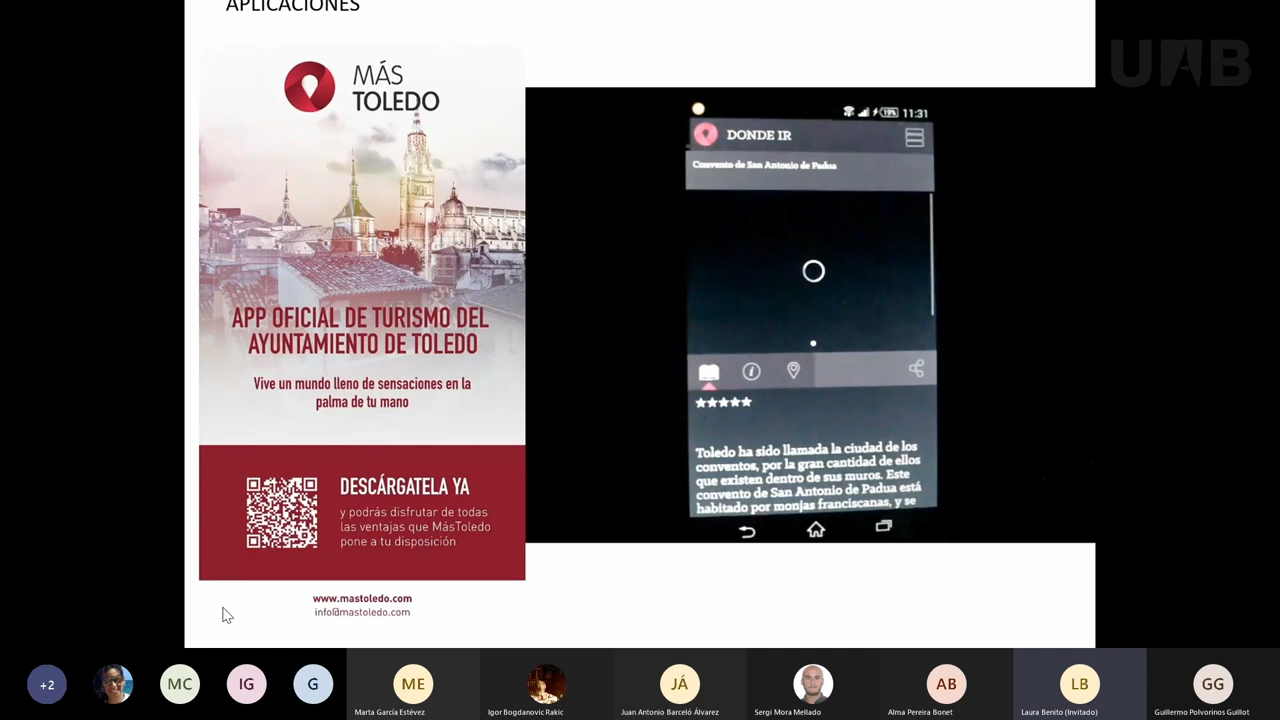 APLICACIONES
UAB
MÁS
TOLEDO
APP OFICIAL DE TURISMO DEL
AYUNTAMIENTO DE TOLEDO
Vive un mundo lleno de sensaciones en la
palma de tu mano
DESCÁRGATELA YA
y podrás disfrutar de todas
las ventajas que MásToledo
pone a tu disposición
www.mastoledo.com
info@mastoledo.com
19% 11:31
DONDE IR
Convento de San Antonio de Padua
Toledo ha sido llamada la ciudad de los
conventos, por la gran cantidad de ellos
que existen dentro de sus muros. Este
convento de San Antonio de Padua está
habitado por monjas franciscanas, y se
+2
MC
IG
G
ME
JÁ
AB
LB
GG
Marta García Estévez
Igor Bogdanovic Rakic
Juan Antonio Barceló Álvarez
Sergi Mora Mellado
Alma Pereira Bonet
Laura Benito (Invitado)
Guillermo Polvorinos Guillot